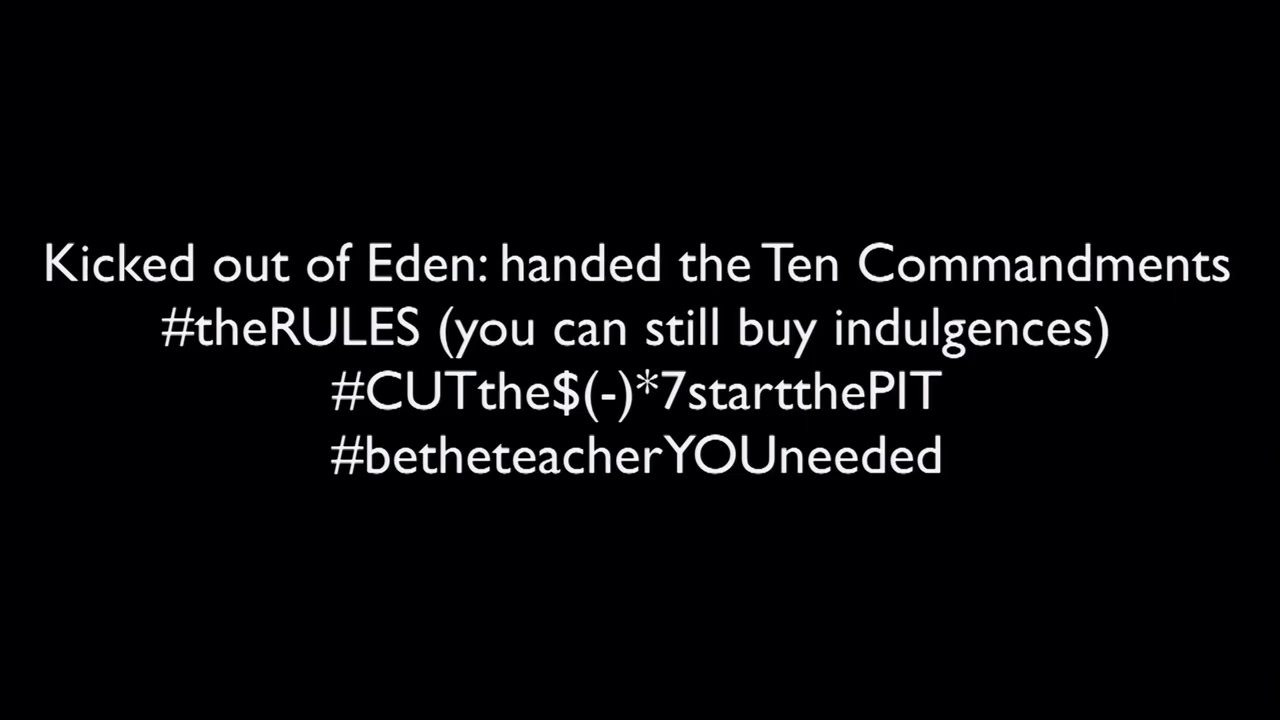 Kicked out of Eden: handed the Ten Commandments
#theRULES (you can still buy indulgences)
#CUTthe$(-)*7startthePIT
#betheteacherYOUneeded